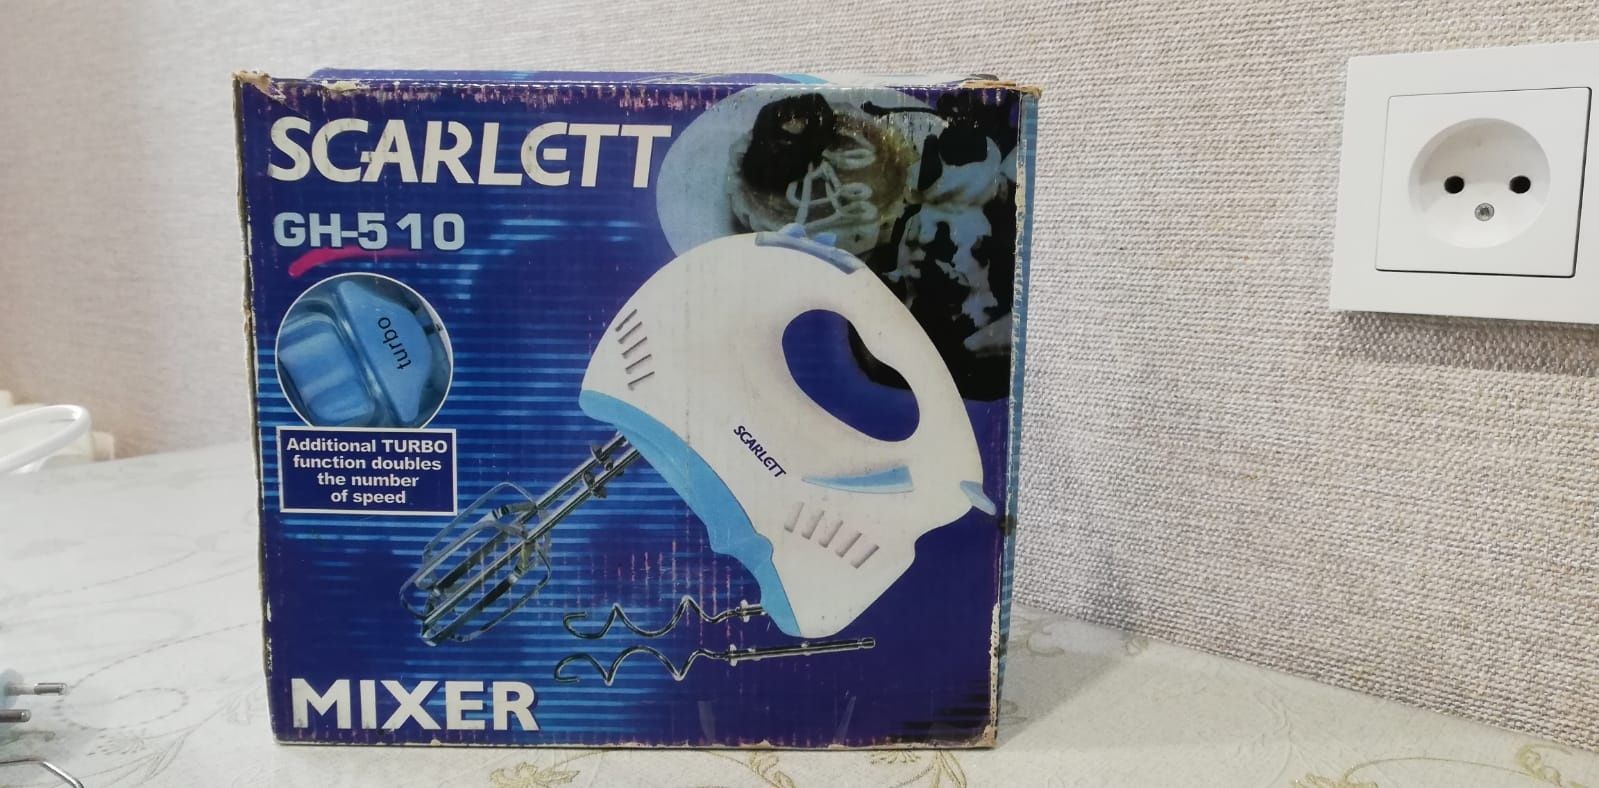 SCARLETT
GH-510
turbo
Additional TURBO
function doubles
the number
of speed
SCARLETT
MIXER